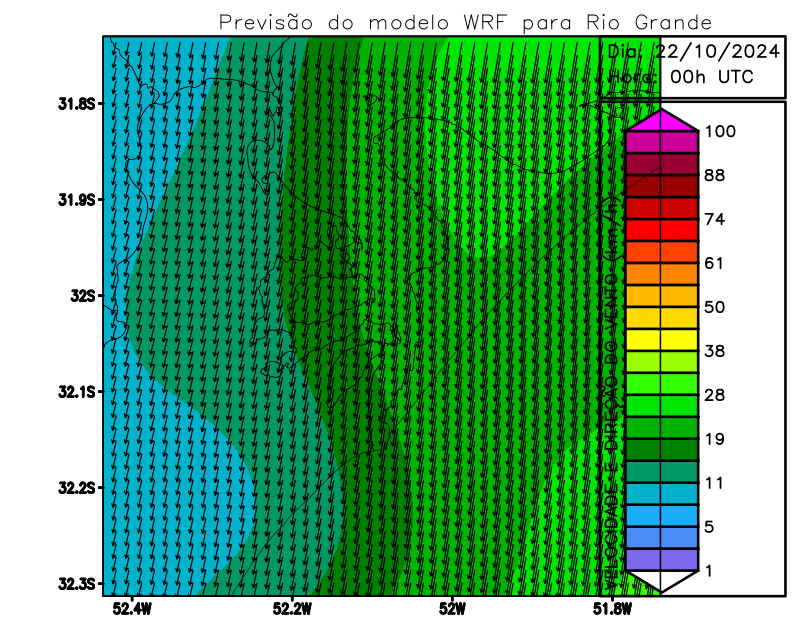 Previsão do modelo WRF para Rio Grande
Dia: 22/10/2024
Hora: 00h UTC
31.8S
31.9S
32S
32.1S
32.2S
32.3S
52.4W
52.2W
52W
51.8W
VELOCIDADE E DIREÇÃO DO VENTO (km/h)
100
88
74
61
50
38
28
19
11
5
1